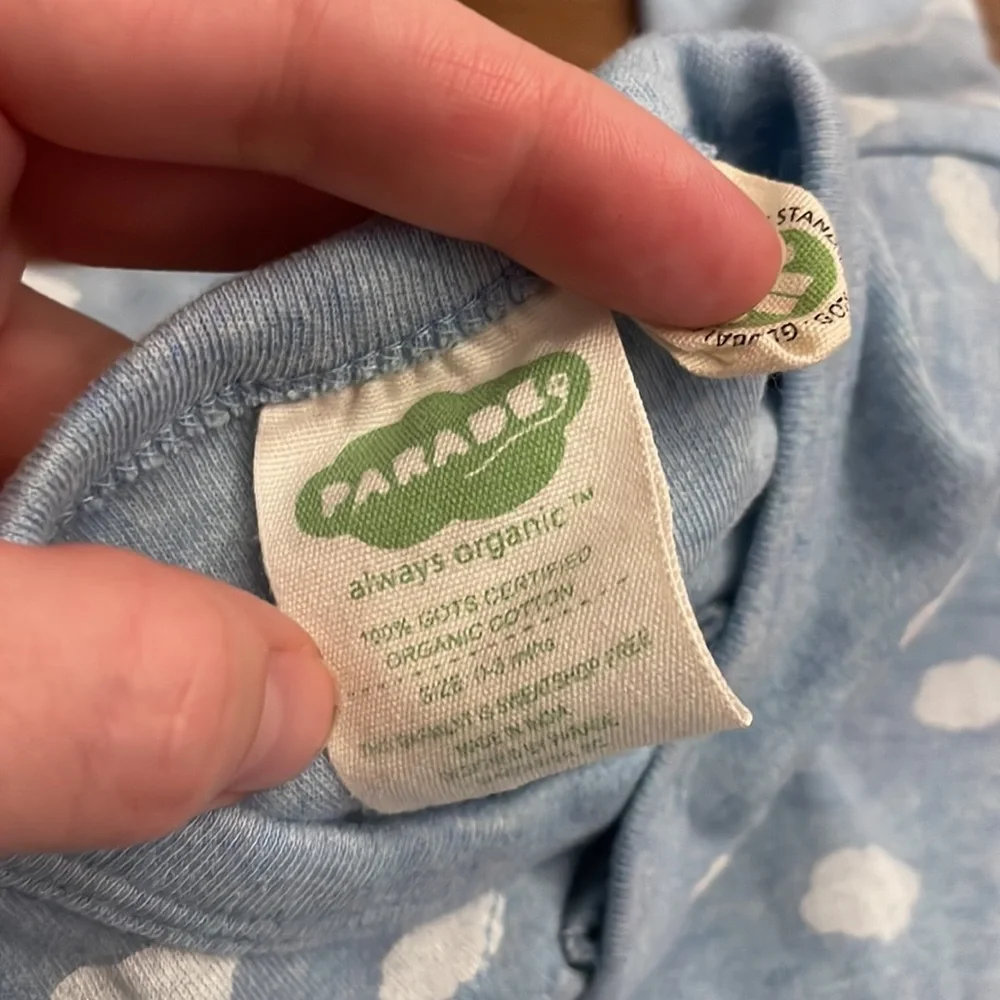 PARADE
always organic™
100% GOTS CERTIFIED
ORGANIC COTTON
SIZE 0-3 mths
THIS GARMENT IS SWEATSHOP FREE
MADE IN INDIA
STAN